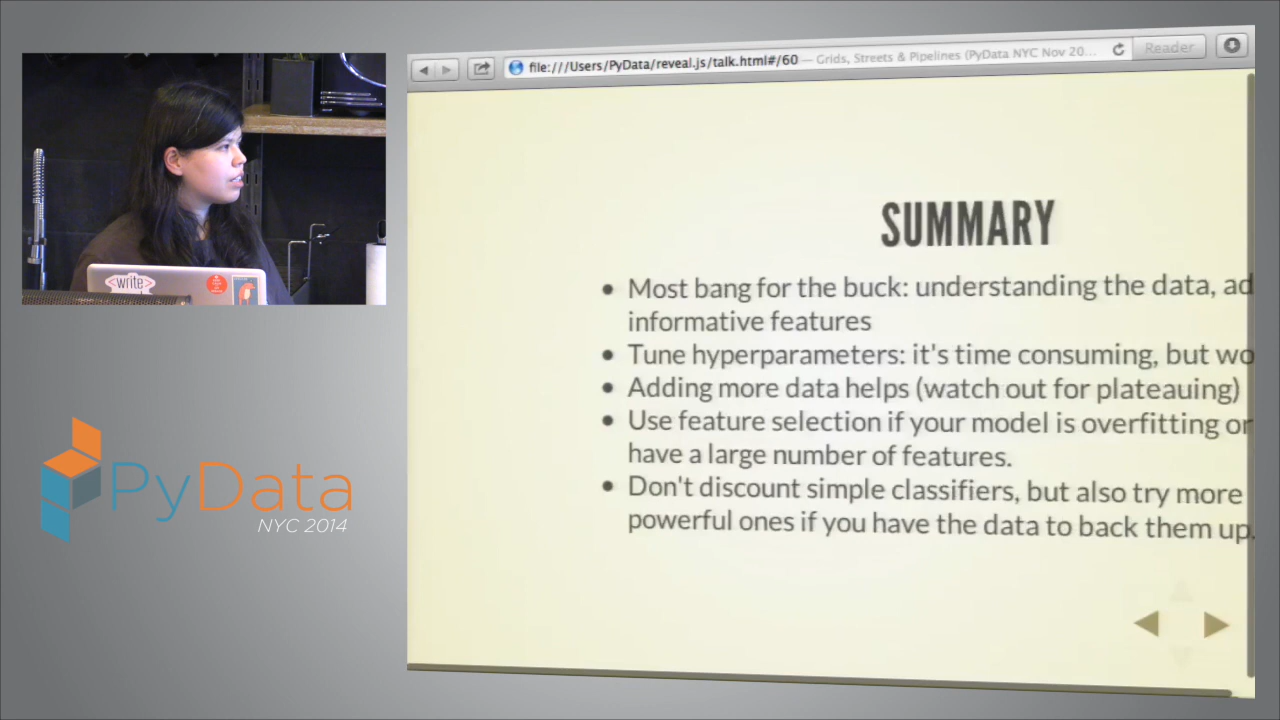 file:///Users/PyData/reveal.js/talk.html#/60 — Grids, Streets & Pipelines (PyData NYC Nov 20...
Reader
<write
SUMMARY
• Most bang for the buck: understanding the data, ad
informative features
• Tune hyperparameters: it's time consuming, but wo
• Adding more data helps (watch out for plateauing)
• Use feature selection if your model is overfitting or
have a large number of features.
• Don't discount simple classifiers, but also try more
powerful ones if you have the data to back them up.
PyData
NYC 2014